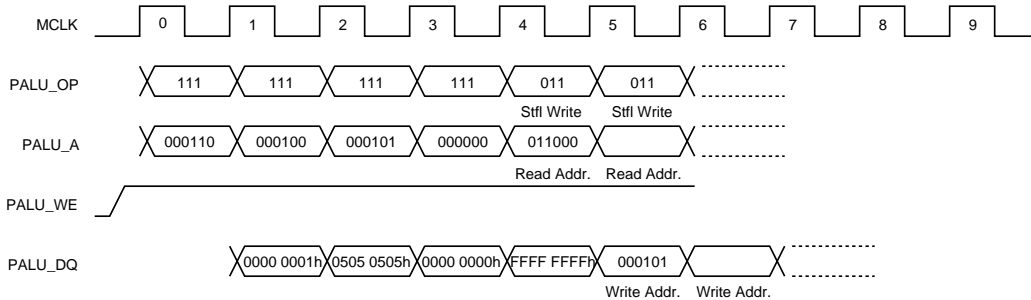 MCLK 0 1 2 3 4 5 6 7 8 9
PALU_OP 111 111 111 111 011 011
Stfl Write Stfl Write
PALU_A 000110 000100 000101 000000 011000
Read Addr. Read Addr.
PALU_WE
PALU_DQ 0000 0001h 0505 0505h 0000 0000h FFFF FFFFh 000101
Write Addr. Write Addr.